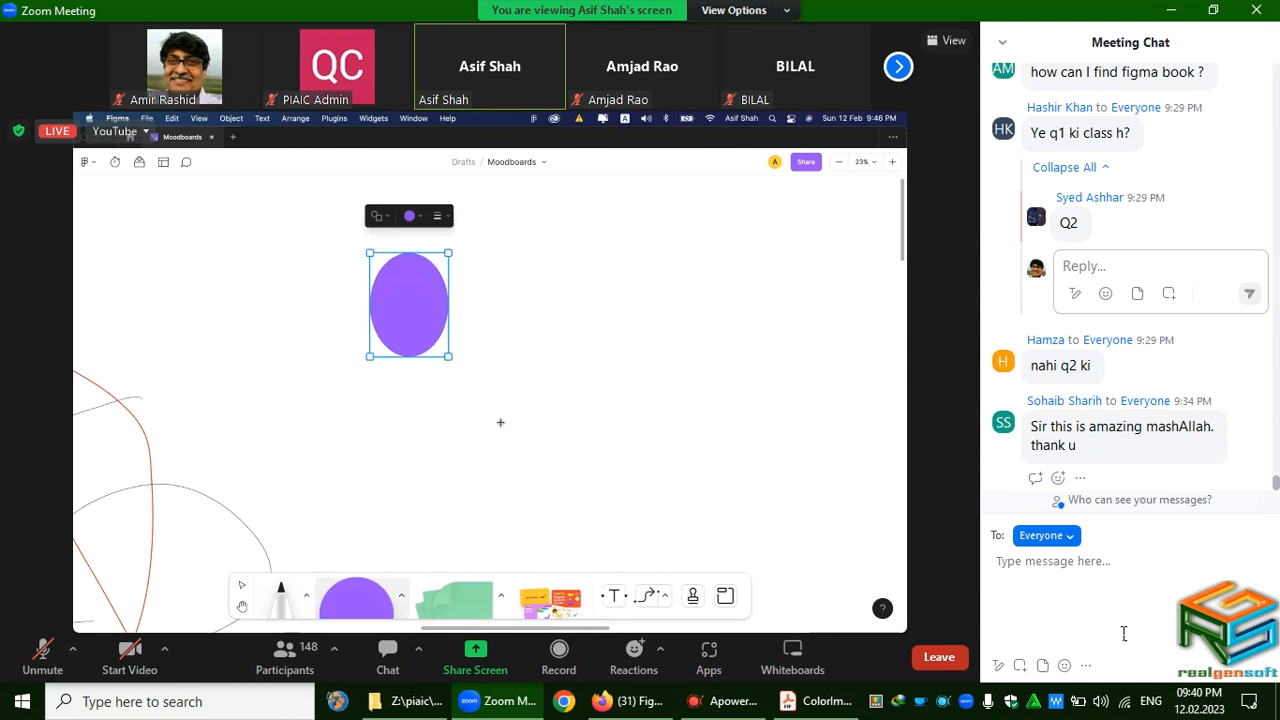 Zoom Meeting
You are viewing Asif Shah's screen
View Options
Amir Rashid
QC
PIAIC Admin
Asif Shah
Asif Shah
Amjad Rao
Amjad Rao
BILAL
BILAL
View
LIVE
YouTube
Figma File Edit View Object Text Arrange Plugins Widgets Window Help
A
Asif Shah
Sun 12 Feb 9:46 PM
Moodboards
Drafts / Moodboards
A
Share
23%
T
?
Meeting Chat
AM
how can I find figma book ?
Hashir Khan to Everyone 9:29 PM
HK
Ye q1 ki class h?
Collapse All
Syed Ashhar 9:29 PM
Q2
Reply...
Hamza to Everyone 9:29 PM
H
nahi q2 ki
Sohaib Sharih to Everyone 9:34 PM
SS
Sir this is amazing mashAllah.
thank u
Who can see your messages?
To: Everyone
Type message here...
realgensoft
Unmute
Start Video
148
Participants
Chat
Share Screen
Record
Reactions
Apps
Whiteboards
Leave
Type here to search
Z:\piaic\...
Zoom M...
(31) Fig...
Apower...
ColorIm...
ENG
09:40 PM
12.02.2023